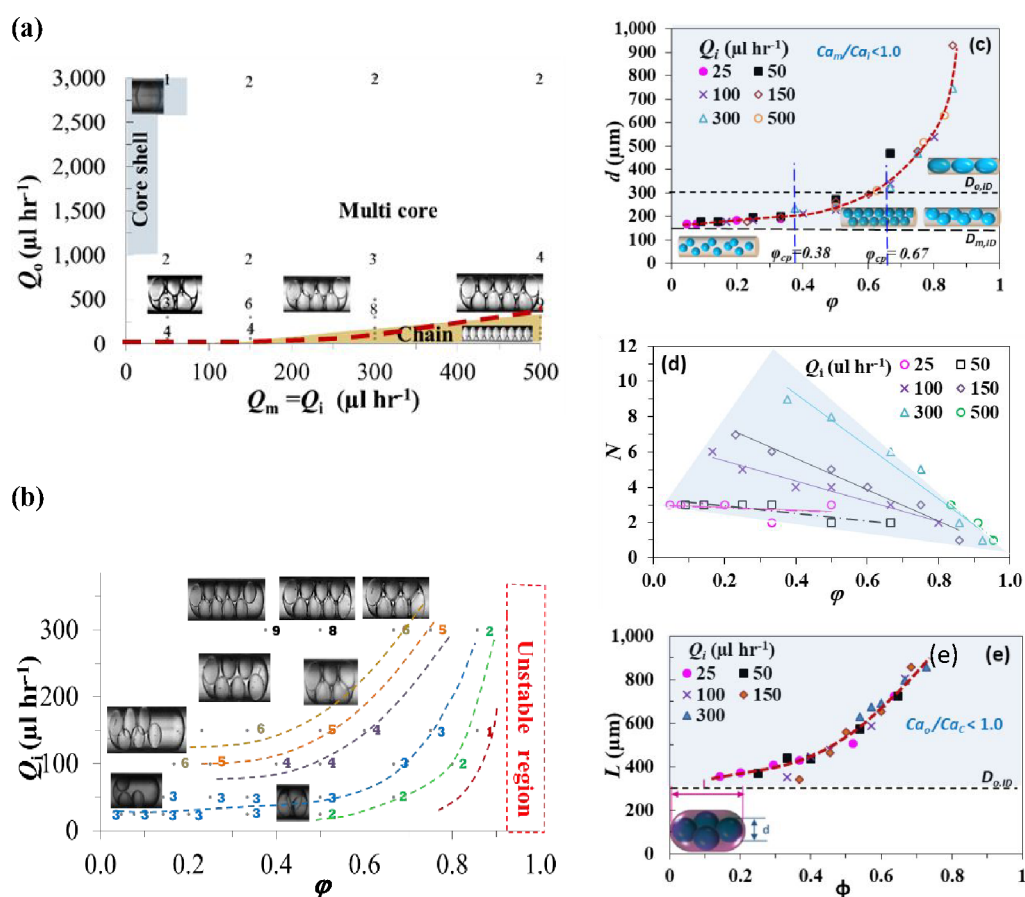 (a)
3,000
2,500
2,000
1,500
1,000
500
0
Qo (µl hr-1)
1 2 2 2
Core shell
Multi core
2 2 3 4
3 6 8
4 4
Chain
0 100 200 300 400 500
Qm =Qi (µl hr-1)
(b)
300
200
100
0
Qi (µl hr-1)
9 8 6 5 2
6 5 4 3 1
6 5 4 4 3 2
3 3 3 3 2
3 3 3 3 3 3 2
Unstable region
0.0 0.2 0.4 0.6 0.8 1.0
φ
(c)
1,000
900
800
700
600
500
400
300
200
100
0
d (µm)
Qi (µl hr-1)
25 50
100 150
300 500
Cam/Cai<1.0
Do,ID
Dm,ID
φcp=0.38
φcp=0.67
0 0.2 0.4 0.6 0.8 1
φ
(d)
12
10
8
6
4
2
0
N
Qi (ul hr-1)
25 50
100 150
300 500
0.0 0.2 0.4 0.6 0.8 1.0
φ
(e) (e)
1,000
800
600
400
200
0
L (µm)
Qi (µl hr-1)
25 50
100 150
300
Cao/CaC< 1.0
Do,ID
L
d
0 0.2 0.4 0.6 0.8 1
Φ